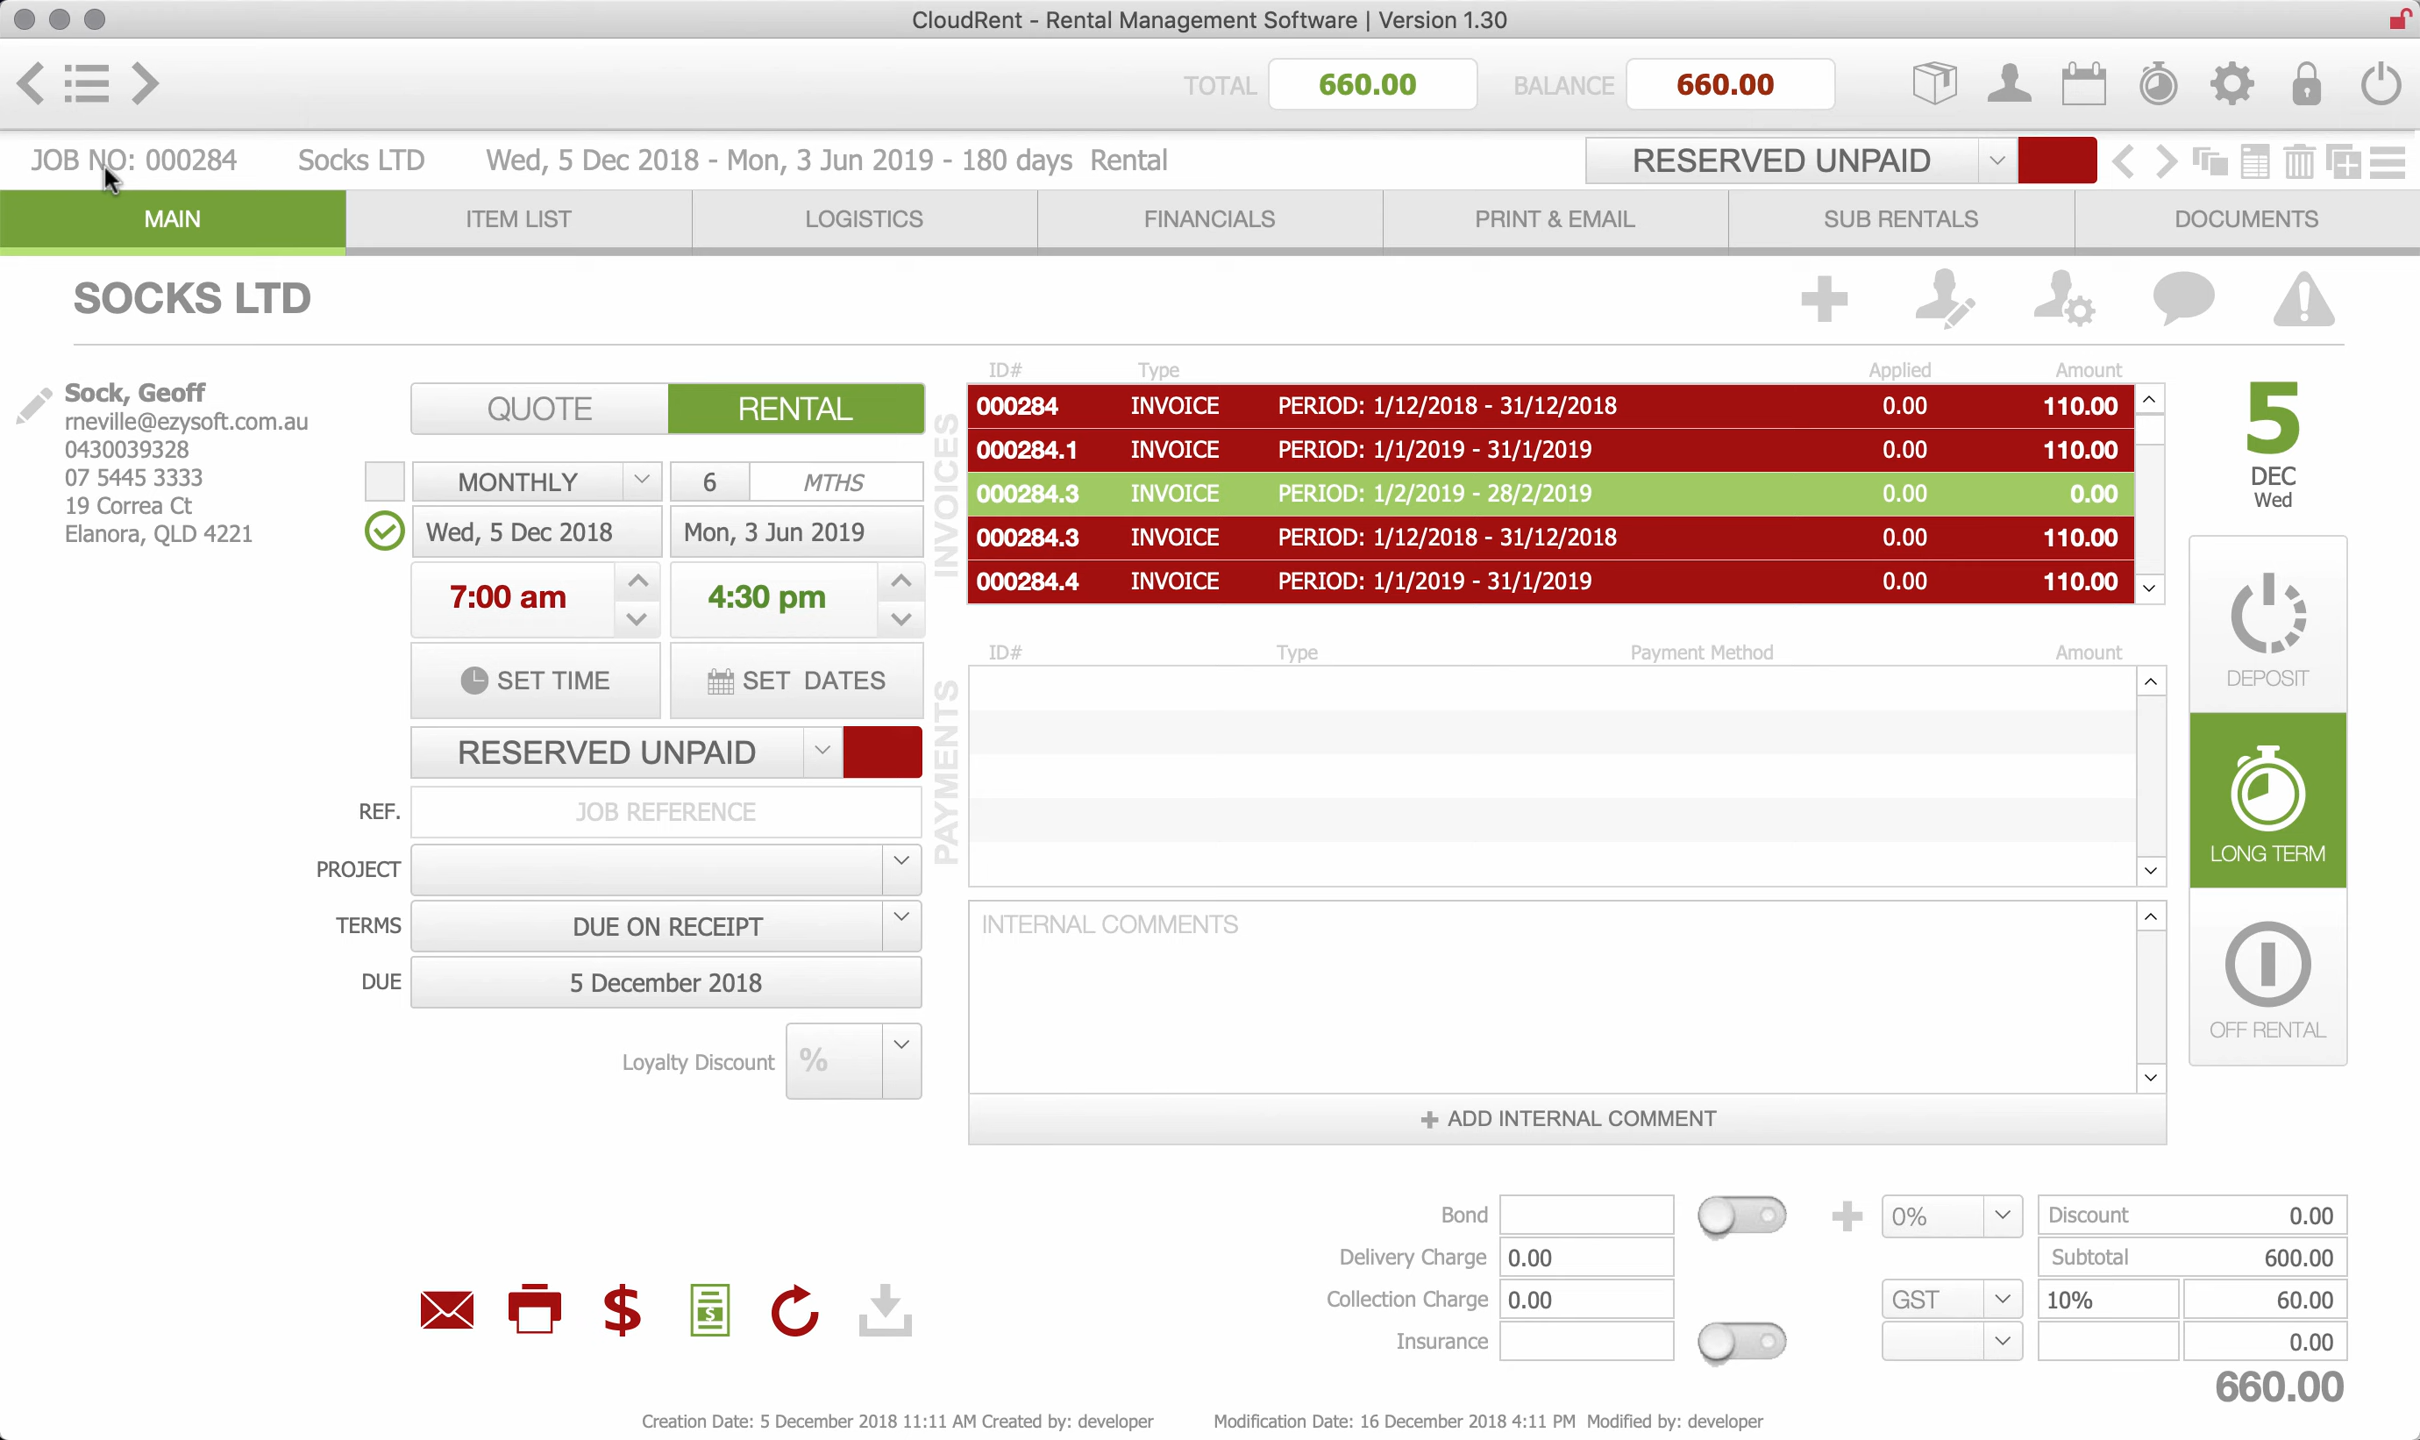 CloudRent - Rental Management Software | Version 1.30
TOTAL 660.00 BALANCE 660.00
JOB NO: 000284 Socks LTD Wed, 5 Dec 2018 - Mon, 3 Jun 2019 - 180 days Rental RESERVED UNPAID
MAIN ITEM LIST LOGISTICS FINANCIALS PRINT & EMAIL SUB RENTALS DOCUMENTS
SOCKS LTD
Sock, Geoff
rneville@ezysoft.com.au
0430039328
07 5445 3333
19 Correa Ct
Elanora, QLD 4221
QUOTE RENTAL
MONTHLY 6 MTHS
Wed, 5 Dec 2018 Mon, 3 Jun 2019
7:00 am 4:30 pm
SET TIME SET DATES
RESERVED UNPAID
REF. JOB REFERENCE
PROJECT
TERMS DUE ON RECEIPT
DUE 5 December 2018
Loyalty Discount %
INVOICES
ID# Type Applied Amount
000284 INVOICE PERIOD: 1/12/2018 - 31/12/2018 0.00 110.00
000284.1 INVOICE PERIOD: 1/1/2019 - 31/1/2019 0.00 110.00
000284.3 INVOICE PERIOD: 1/2/2019 - 28/2/2019 0.00 0.00
000284.3 INVOICE PERIOD: 1/12/2018 - 31/12/2018 0.00 110.00
000284.4 INVOICE PERIOD: 1/1/2019 - 31/1/2019 0.00 110.00
PAYMENTS
ID# Type Payment Method Amount
INTERNAL COMMENTS
ADD INTERNAL COMMENT
5
DEC
Wed
DEPOSIT
LONG TERM
OFF RENTAL
Bond 0% Discount 0.00
Delivery Charge 0.00 Subtotal 600.00
Collection Charge 0.00 GST 10% 60.00
Insurance 0.00
660.00
Creation Date: 5 December 2018 11:11 AM Created by: developer Modification Date: 16 December 2018 4:11 PM Modified by: developer